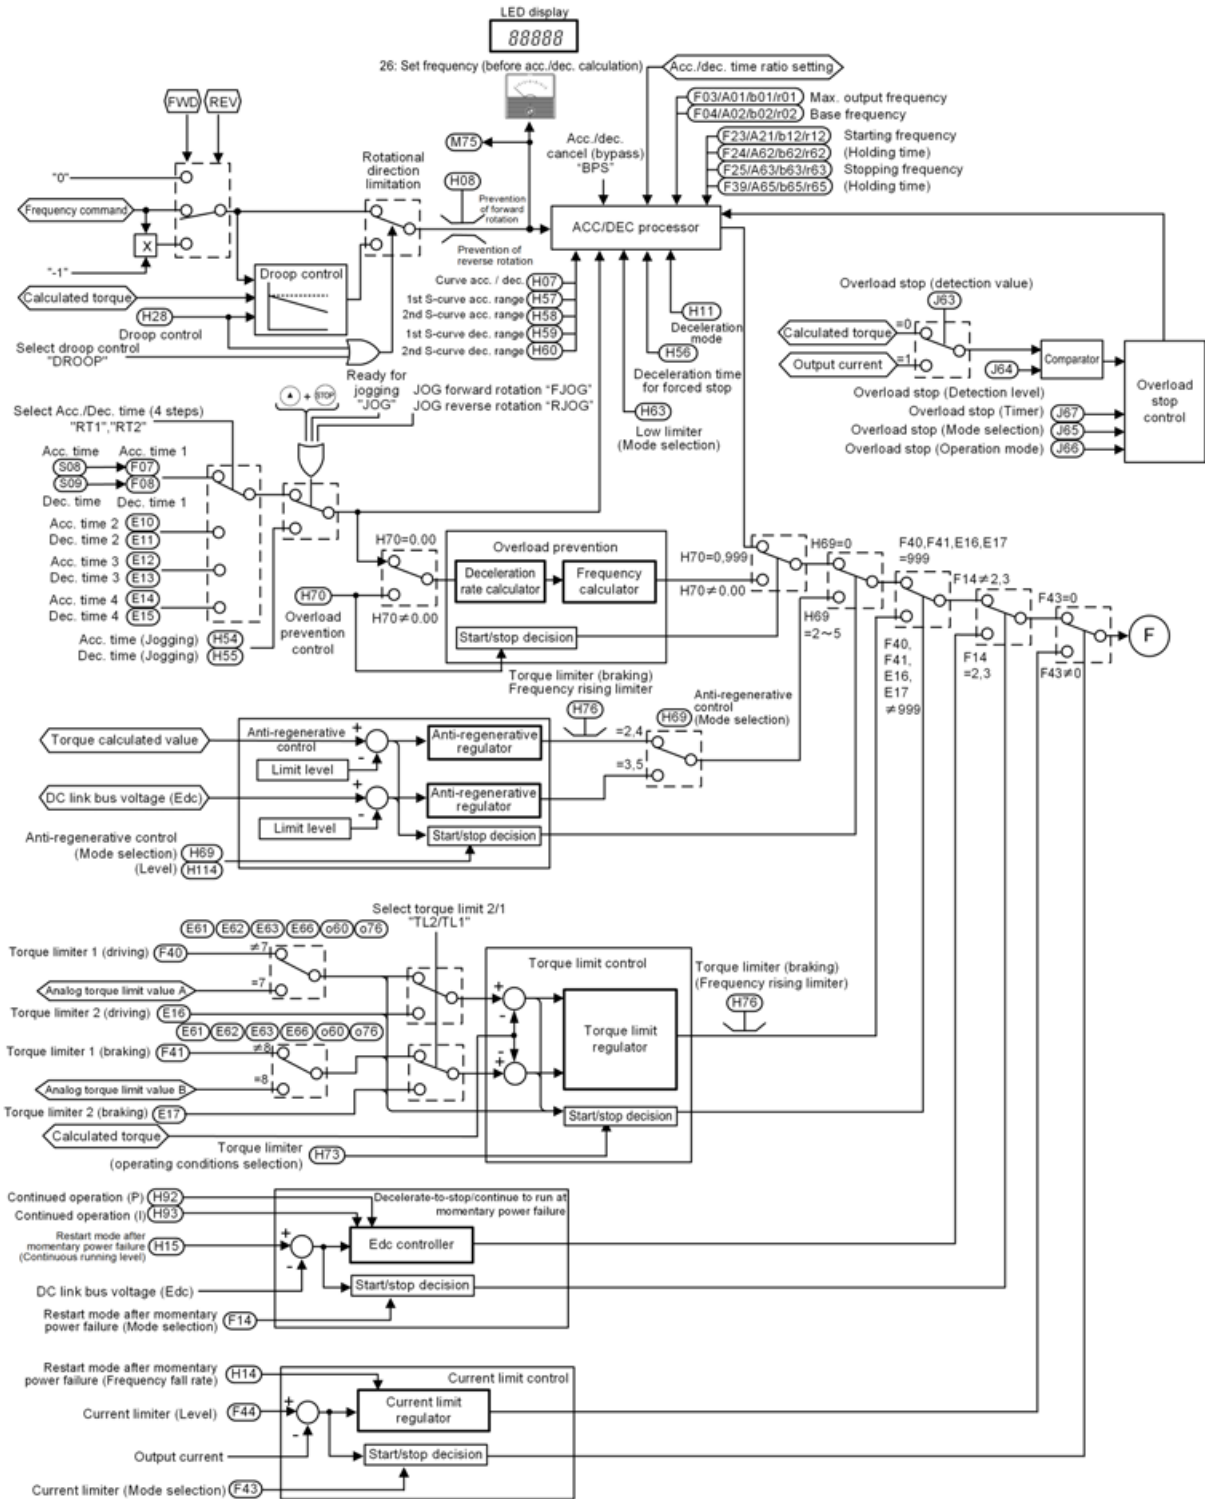 LED display
88888
26: Set frequency (before acc./dec. calculation)
Acc./dec. time ratio setting
F03/A01/b01/r01 Max. output frequency
F04/A02/b02/r02 Base frequency
F23/A21/b12/r12 Starting frequency
F24/A62/b62/r62 (Holding time)
F25/A63/b63/r63 Stopping frequency
F39/A65/b65/r65 (Holding time)
FWD REV
M75
Acc./dec.
cancel (bypass)
"BPS"
Rotational
direction
limitation
H08
Prevention
of forward
rotation
Prevention of
reverse rotation
"0"
Frequency command
X
"-1"
ACC/DEC processor
Droop control
Calculated torque
H28
Droop control
Select droop control
"DROOP"
Curve acc. / dec. H07
1st S-curve acc. range H57
2nd S-curve acc. range H58
1st S-curve dec. range H59
2nd S-curve dec. range H60
H11
Deceleration
mode
H56
Deceleration time
for forced stop
H63
Low limiter
(Mode selection)
Overload stop (detection value)
J63
Calculated torque =0
Output current =1
J64
Comparator
Overload stop (Detection level)
Overload stop (Timer) J67
Overload stop (Mode selection) J65
Overload stop (Operation mode) J66
Overload
stop
control
Ready for
jogging
"JOG"
JOG forward rotation "FJOG"
JOG reverse rotation "RJOG"
+ STOP
Select Acc./Dec. time (4 steps)
"RT1","RT2"
Acc. time Acc. time 1
S08 F07
S09 F08
Dec. time Dec. time 1
Acc. time 2 E10
Dec. time 2 E11
Acc. time 3 E12
Dec. time 3 E13
Acc. time 4 E14
Dec. time 4 E15
Acc. time (Jogging) H54
Dec. time (Jogging) H55
H70=0.00
H70
H70≠0.00
Overload
prevention
control
Overload prevention
Deceleration
rate calculator
Frequency
calculator
Start/stop decision
H70=0,999
H70≠0.00
H69=0
H69
=2~5
F40,F41,E16,E17
=999
F40,
F41,
E16,
E17
≠999
F14≠2,3
F14
=2,3
F43=0
F43≠0
F
Torque limiter (braking)
Frequency rising limiter
H76
=2,4
=3,5
H69
Anti-regenerative
control
(Mode selection)
Torque calculated value
Anti-regenerative
control
+
-
Limit level
Anti-regenerative
regulator
DC link bus voltage (Edc)
+
-
Limit level
Anti-regenerative
regulator
Start/stop decision
Anti-regenerative control
(Mode selection) H69
(Level) H114
Select torque limit 2/1
"TL2/TL1"
E61 E62 E63 E66 o60 o76
Torque limiter 1 (driving) F40 ≠7
Analog torque limit value A =7
Torque limiter 2 (driving) E16
E61 E62 E63 E66 o60 o76
Torque limiter 1 (braking) F41 ≠8
Analog torque limit value B =8
Torque limiter 2 (braking) E17
Calculated torque
Torque limiter
(operating conditions selection) H73
Torque limit control
+
-
-
+
Torque limit
regulator
Start/stop decision
Torque limiter (braking)
(Frequency rising limiter)
H76
Continued operation (P) H92
Continued operation (I) H93
Restart mode after
momentary power failure
(Continuous running level)
H15
DC link bus voltage (Edc)
Restart mode after momentary
power failure (Mode selection) F14
Decelerate-to-stop/continue to run at
momentary power failure
+
-
Edc controller
Start/stop decision
Restart mode after momentary
power failure (Frequency fall rate) H14
Current limiter (Level) F44
Output current
Current limiter (Mode selection) F43
Current limit control
+
-
Current limit
regulator
Start/stop decision